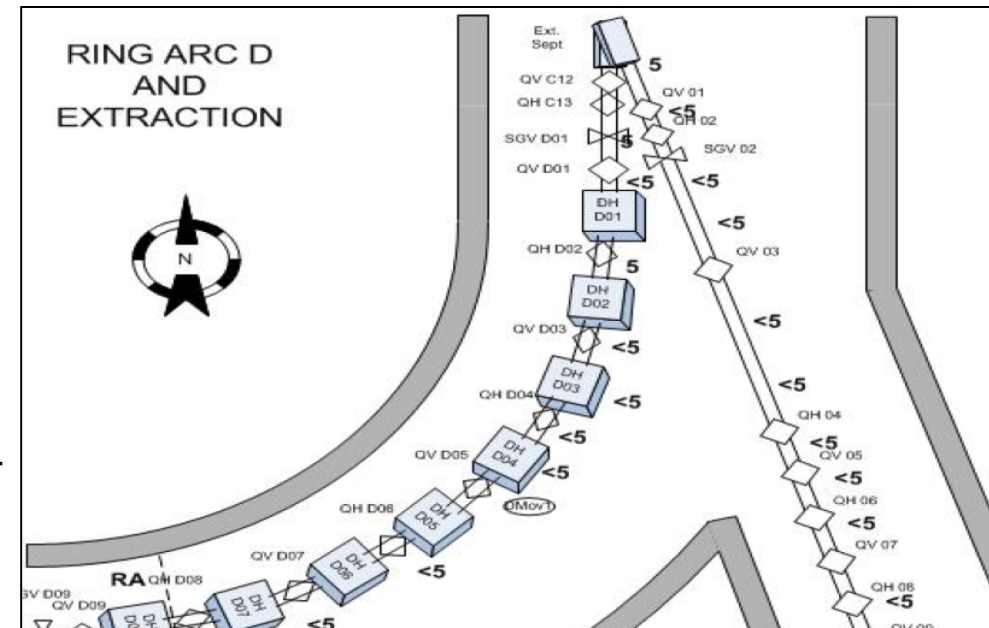 RING ARC D
AND
EXTRACTION
N
Ext.
Sept
5
QV C12
QV 01
<5
QH C13
QH 02
SGV D01
5
SGV 02
QV D01
<5
<5
DH
D01
<5
QH D02
5
QV 03
DH
D02
<5
QV D03
<5
DH
D03
<5
QH D04
<5
QH 04
<5
<5
DH
D04
<5
QV D05
QV 05
<5
DMov1
QH D06
DH
D05
QH 06
<5
QV D07
DH
D06
<5
QV 07
RA
QH D08
QH 08
<5
QV D09
DH
D07
DH
<5